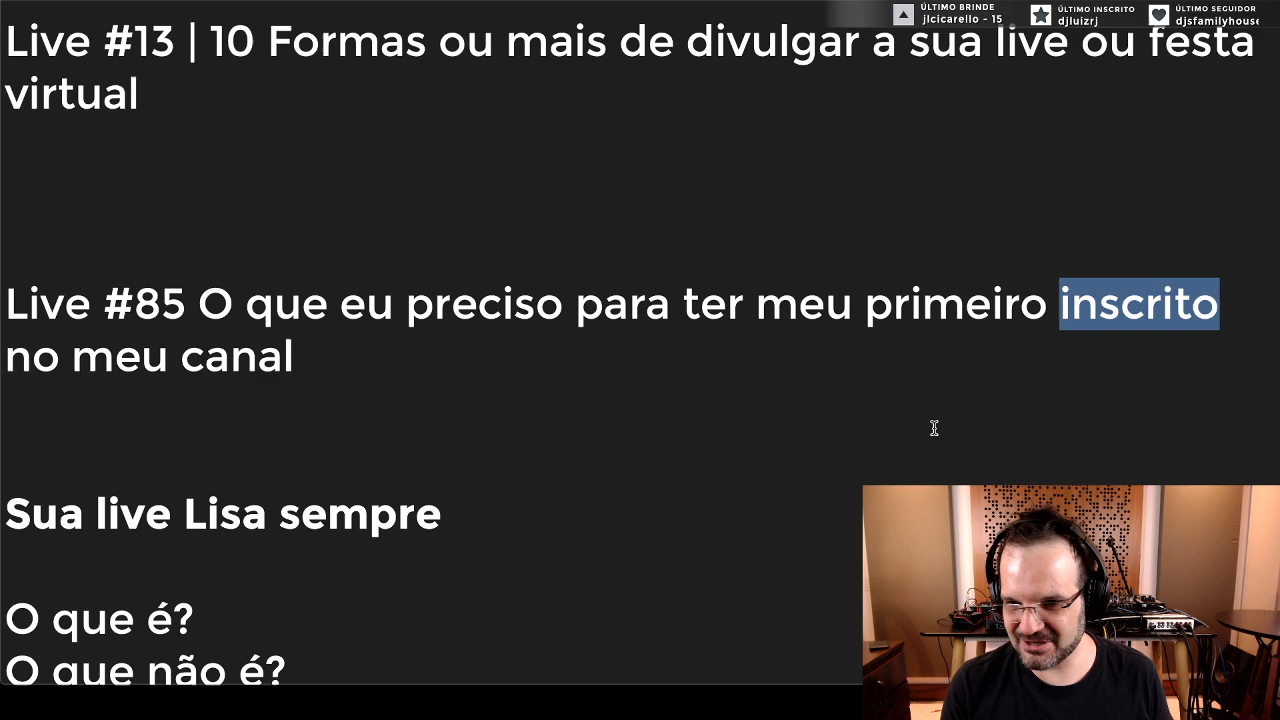 ÚLTIMO BRINDE
jlcicarello - 15
ÚLTIMO INSCRITO
djluizrj
ÚLTIMO SEGUIDOR
djsfamilyhouse
Live #13 | 10 Formas ou mais de divulgar a sua live ou festa
virtual
Live #85 O que eu preciso para ter meu primeiro inscrito
no meu canal
Sua live Lisa sempre
O que é?
O que não é?